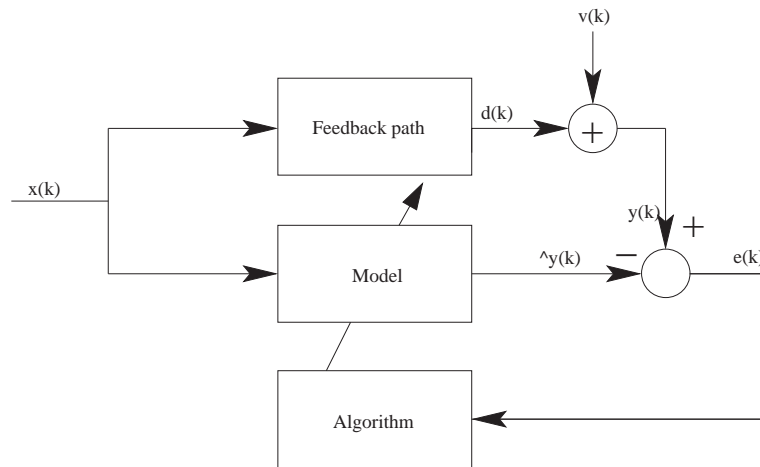 v(k)
Feedback path
d(k)
+
x(k)
y(k)
+
Model
^y(k)
−
e(k)
Algorithm